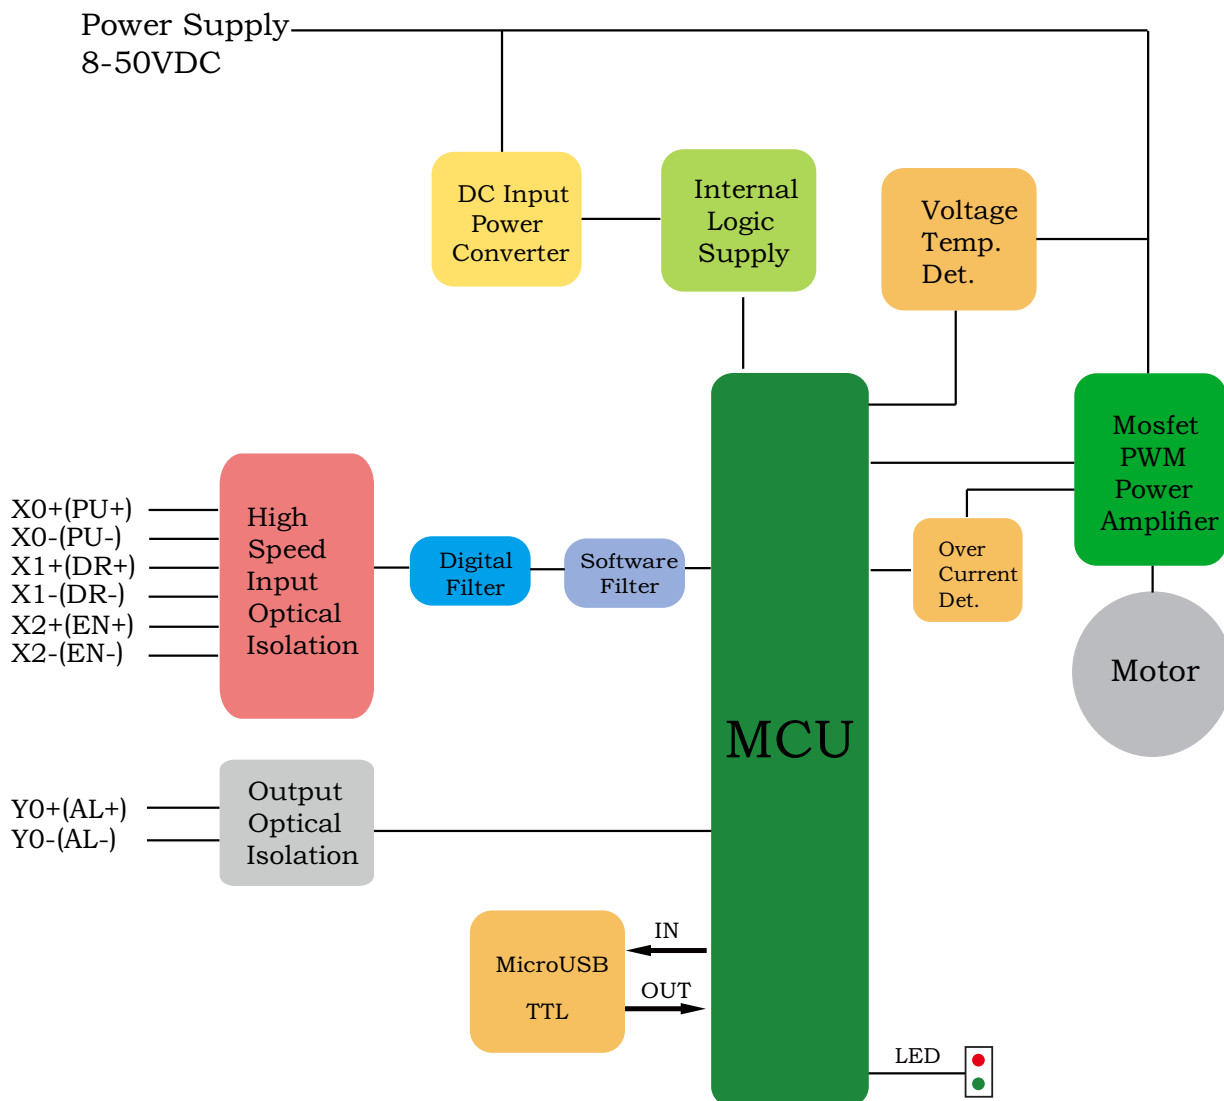 Power Supply
8-50VDC
DC Input
Power
Converter
Internal
Logic
Supply
Voltage
Temp.
Det.
Mosfet
PWM
Power
Amplifier
X0+(PU+)
X0-(PU-)
X1+(DR+)
X1-(DR-)
X2+(EN+)
X2-(EN-)
High
Speed
Input
Optical
Isolation
Digital
Filter
Software
Filter
Over
Current
Det.
Motor
MCU
Y0+(AL+)
Y0-(AL-)
Output
Optical
Isolation
MicroUSB
TTL
IN
OUT
LED